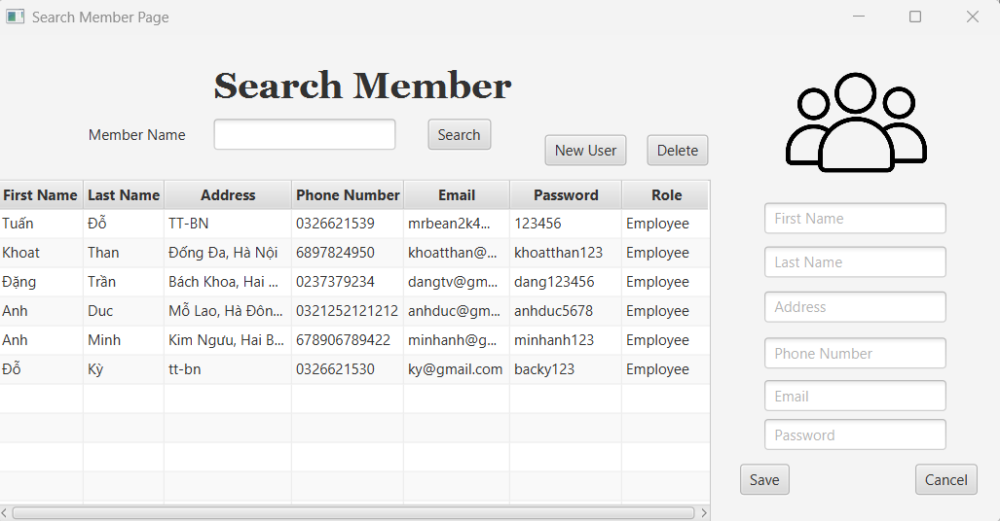 Search Member Page
Search Member
Member Name
Search
New User
Delete
First Name Last Name Address Phone Number Email Password Role
Tuấn Đỗ TT-BN 0326621539 mrbean2k4... 123456 Employee
Khoat Than Đống Đa, Hà Nội 6897824950 khoatthan@... khoatthan123 Employee
Đặng Trần Bách Khoa, Hai ... 0237379234 dangtv@gm... dang123456 Employee
Anh Duc Mỗ Lao, Hà Đôn... 0321252121212 anhduc@gm... anhduc5678 Employee
Anh Minh Kim Ngưu, Hai B... 678906789422 minhanh@g... minhanh123 Employee
Đỗ Kỳ tt-bn 0326621530 ky@gmail.com backy123 Employee
First Name
Last Name
Address
Phone Number
Email
Password
Save
Cancel